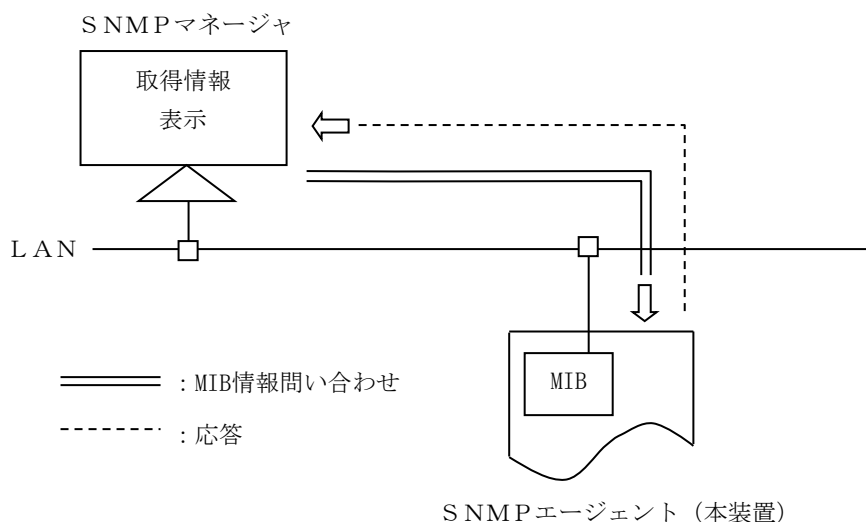 ＳＮＭＰマネージャ
取得情報
表示
ＬＡＮ
：MIB情報問い合わせ
MIB
：応答
ＳＮＭＰエージェント（本装置）